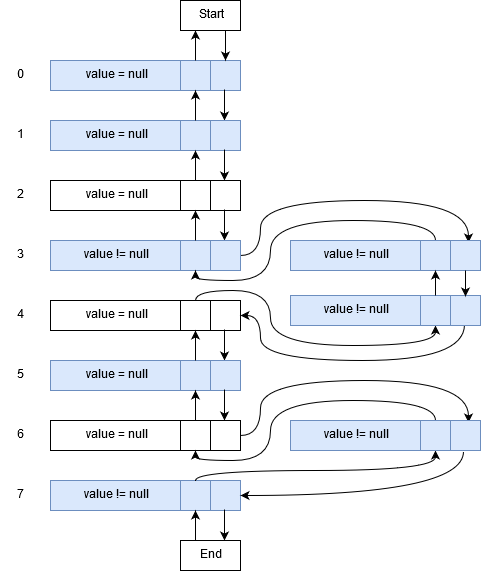 Start
0 value = null
1 value = null
2 value = null
3 value != null value != null
4 value = null value != null
5 value = null
6 value = null value != null
7 value != null
End